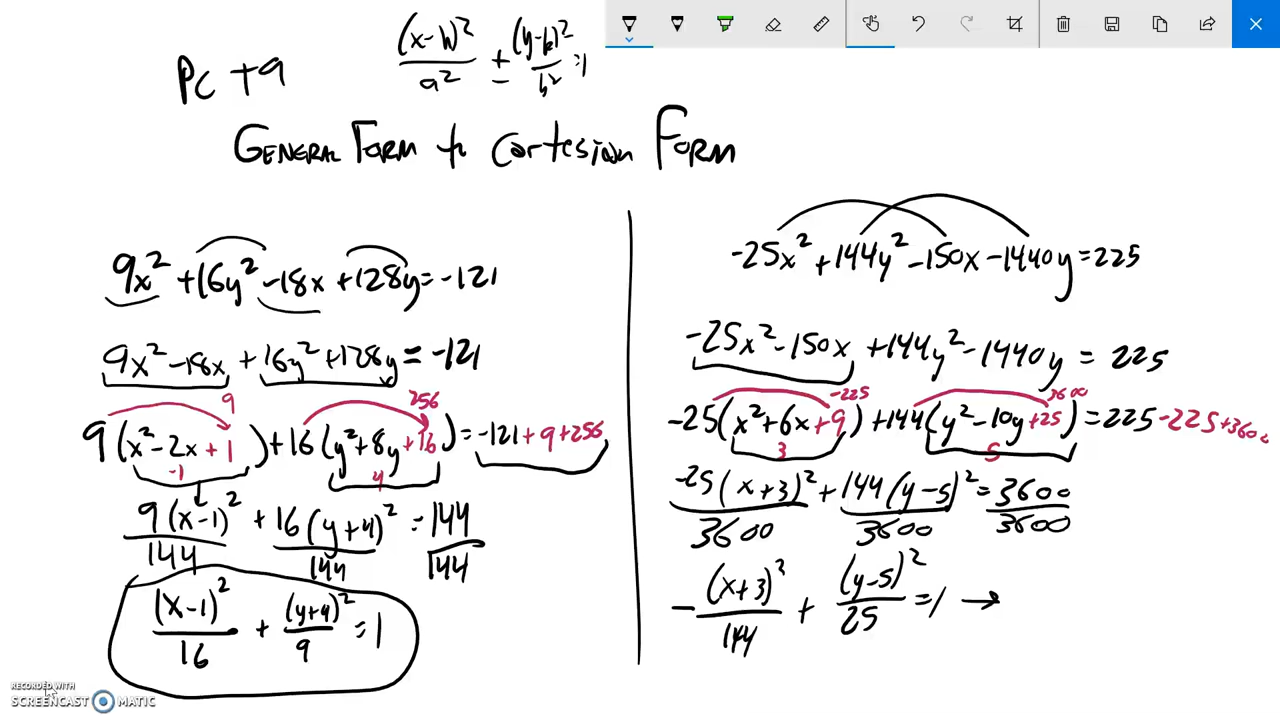 PC +9
(x-h)²/a² ± (y-k)²/b² = 1
GENERAL FORM to Cartesian FORM
9x² + 16y² - 18x + 128y = -121
9x² - 18x + 16y² + 128y = -121
9 256
9(x² - 2x + 1) + 16(y² + 8y + 16) = -121 + 9 + 256
-1 4
9(x-1)²/144 + 16(y+4)²/144 = 144/144
(x-1)²/16 + (y+4)²/9 = 1
-25x² + 144y² - 150x - 1440y = 225
-25x² - 150x + 144y² - 1440y = 225
-225 3600
-25(x² + 6x + 9) + 144(y² - 10y + 25) = 225 - 225 + 3600
3 5
-25(x+3)²/3600 + 144(y-5)²/3600 = 3600/3600
-(x+3)²/144 + (y-5)²/25 = 1 →
RECORDED WITH
SCREENCAST MATIC